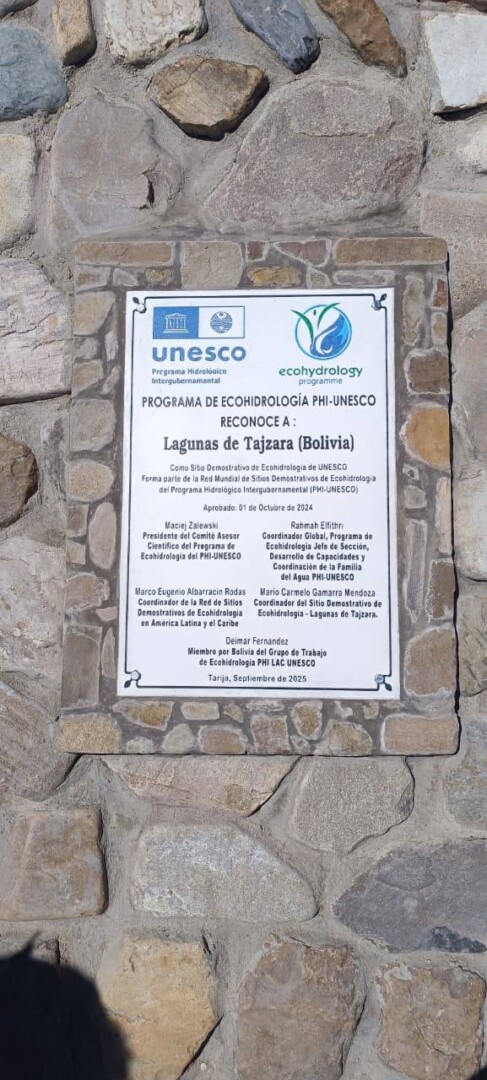 unesco
Programa Hidrológico
Intergubernamental
ecohydrology
programme
PROGRAMA DE ECOHIDROLOGÍA PHI-UNESCO
RECONOCE A :
Lagunas de Tajzara (Bolivia)
Como Sitio Demostrativo de Ecohidrología de UNESCO
Forma parte de la Red Mundial de Sitios Demostrativos de Ecohidrología
del Programa Hidrológico Intergubernamental (PHI-UNESCO)
Aprobado: 01 de Octubre de 2024
Maciej Zalewski
Presidente del Comité Asesor
Científico del Programa de
Ecohidrología del PHI-UNESCO
Rahmah Elfithri
Coordinador Global, Programa de
Ecohidrología Jefe de Sección,
Desarrollo de Capacidades y
Coordinación de la Familia
del Agua PHI-UNESCO
Marco Eugenio Albarracin Rodas
Coordinador de la Red de Sitios
Demostrativos de Ecohidrología
en América Latina y el Caribe
Mario Carmelo Gamarra Mendoza
Coordinador del Sitio Demostrativo de
Ecohidrología - Lagunas de Tajzara.
Deimar Fernandez
Miembro por Bolivia del Grupo de Trabajo
de Ecohidrología PHI LAC UNESCO
Tarija, Septiembre de 2025